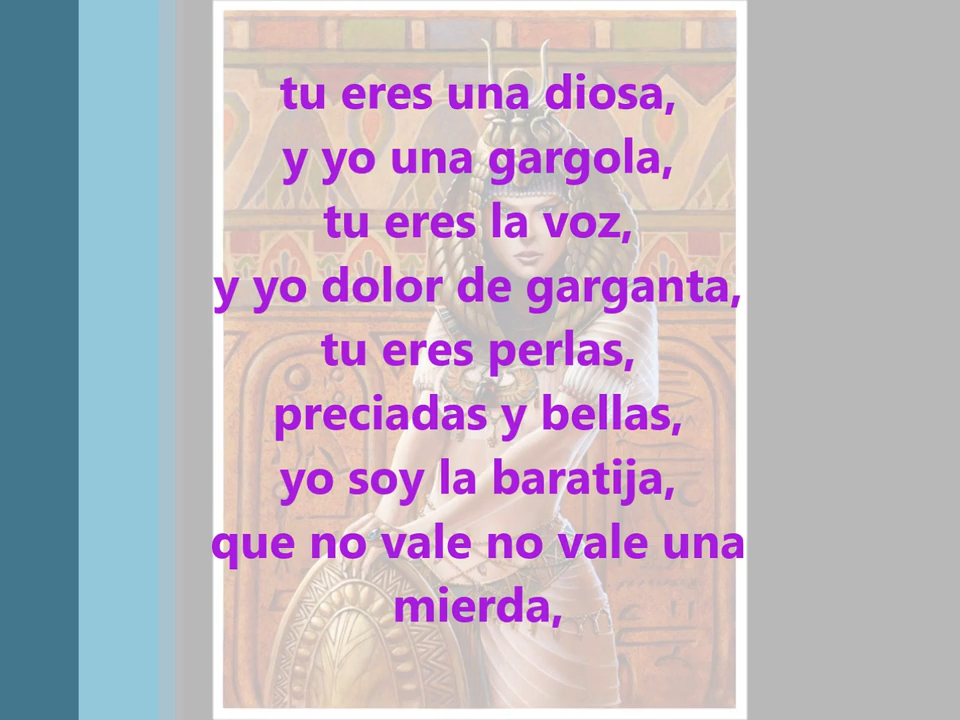 tu eres una diosa,
y yo una gargola,
tu eres la voz,
y yo dolor de garganta,
tu eres perlas,
preciadas y bellas,
yo soy la baratija,
que no vale no vale una
mierda,